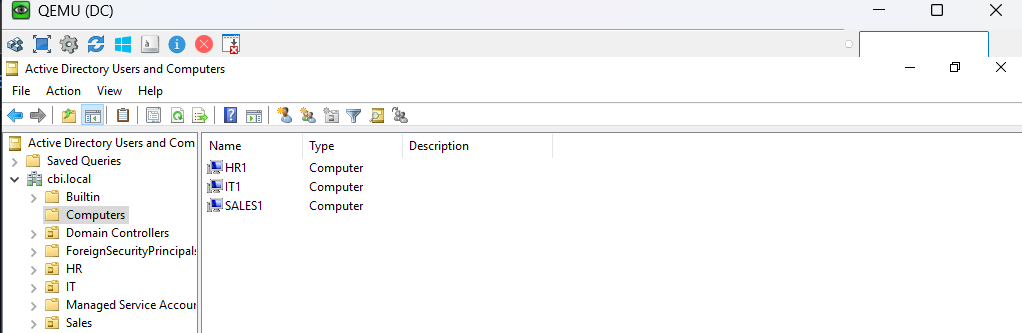 QEMU (DC)
Active Directory Users and Computers
File Action View Help
Active Directory Users and Com
Saved Queries
cbi.local
Builtin
Computers
Domain Controllers
ForeignSecurityPrincipals
HR
IT
Managed Service Accour
Sales
Name Type Description
HR1 Computer
IT1 Computer
SALES1 Computer